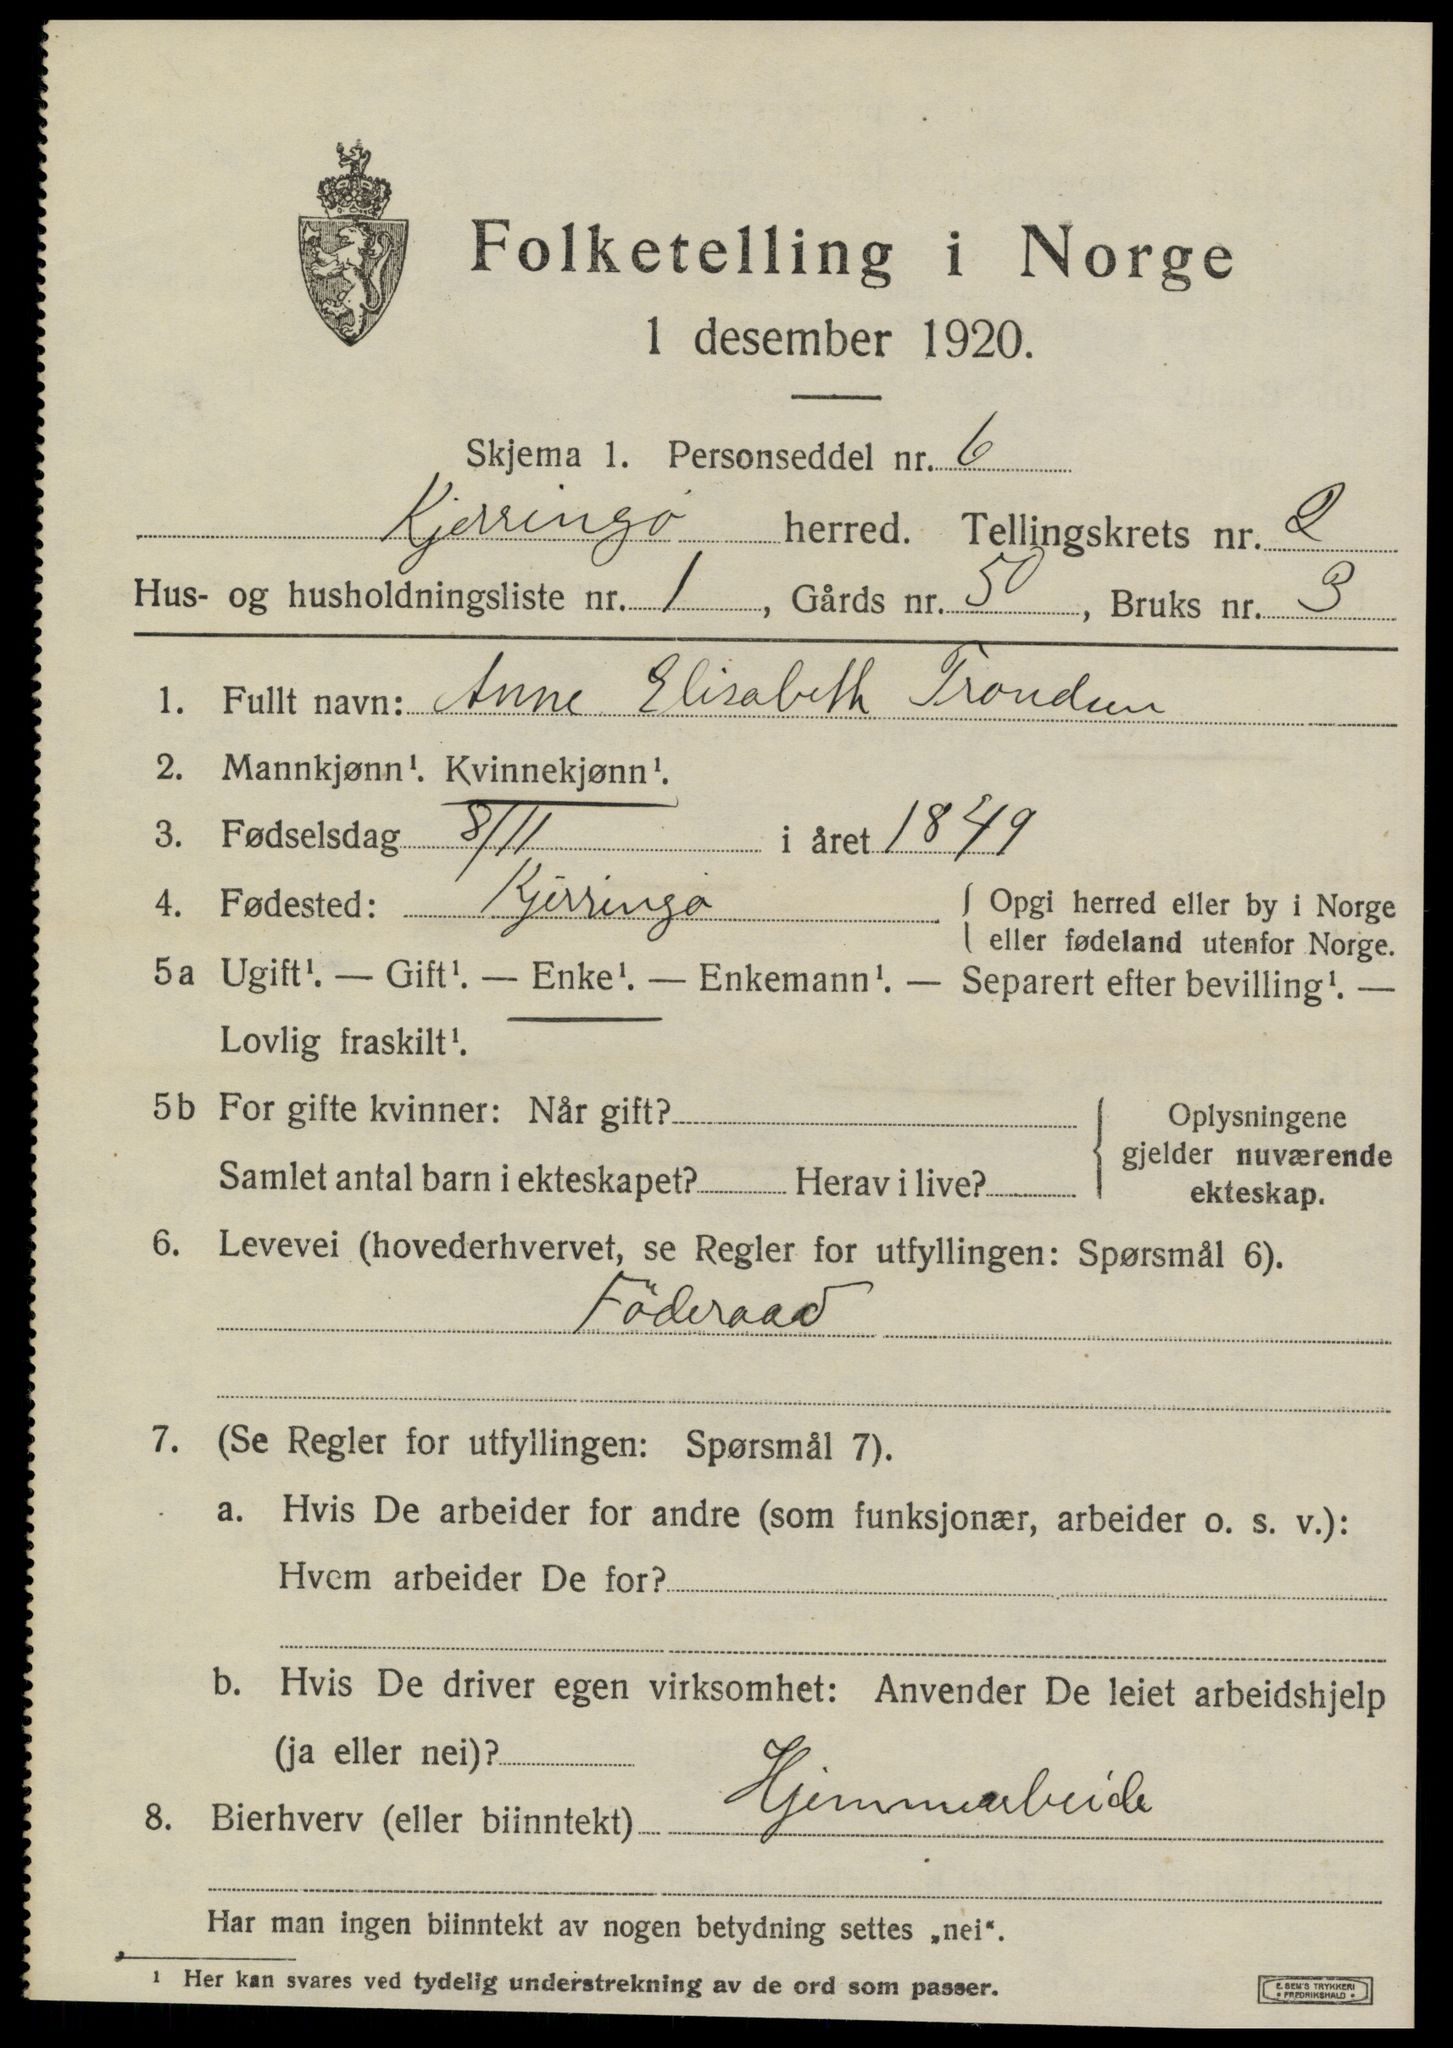 Folketelling i Norge
1 desember 1920.
Skjema 1. Personseddel nr. 6
Kjerringø herred. Tellingskrets nr. 2
Hus- og husholdningsliste nr. 1, Gårds nr. 50, Bruks nr. 3
1. Fullt navn: Anne Elisabeth Trondsen
2. Mannkjønn¹. Kvinnekjønn¹.
3. Fødselsdag 8/11 i året 1849
4. Fødested: Kjerringø { Opgi herred eller by i Norge
eller fødeland utenfor Norge.
5a Ugift¹. — Gift¹. — Enke¹. — Enkemann¹. — Separert efter bevilling¹. —
Lovlig fraskilt¹.
5b For gifte kvinner: Når gift?
Samlet antal barn i ekteskapet? Herav i live?
Oplysningene
gjelder nuværende
ekteskap.
6. Levevei (hovederhvervet, se Regler for utfyllingen: Spørsmål 6).
Föderaad
7. (Se Regler for utfyllingen: Spørsmål 7).
a. Hvis De arbeider for andre (som funksjonær, arbeider o. s. v.):
Hvem arbeider De for?
b. Hvis De driver egen virksomhet: Anvender De leiet arbeidshjelp
(ja eller nei)?
8. Bierhverv (eller biinntekt) Hjemmearbeide
Har man ingen biinntekt av nogen betydning settes „nei“.
¹ Her kan svares ved tydelig understrekning av de ord som passer.
E. SEM'S TRYKKERI
• FREDRIKSHALD •